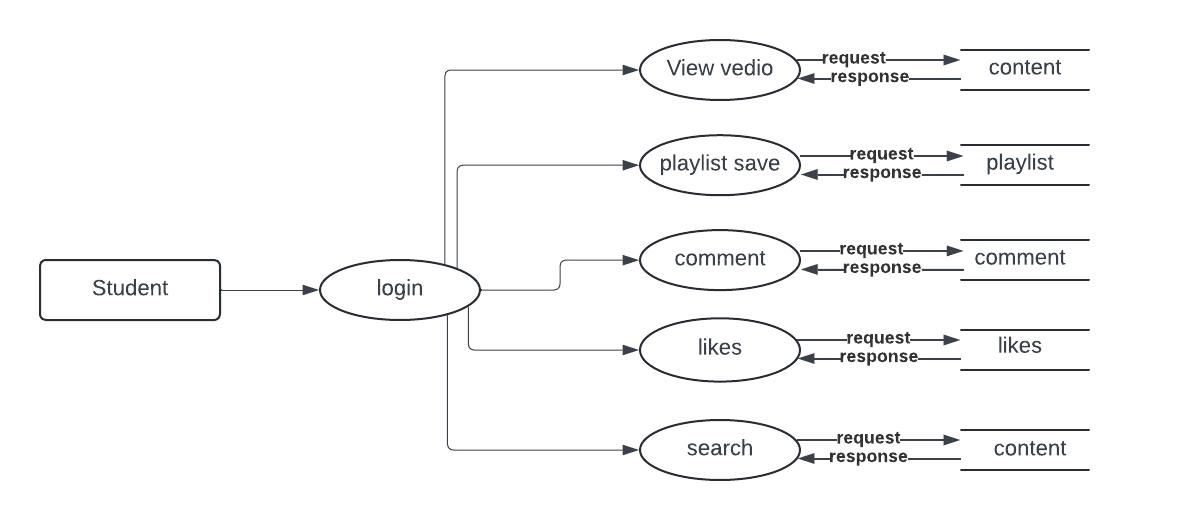 View vedio
request
response
content
playlist save
request
response
playlist
comment
request
response
comment
Student
login
likes
request
response
likes
search
request
response
content